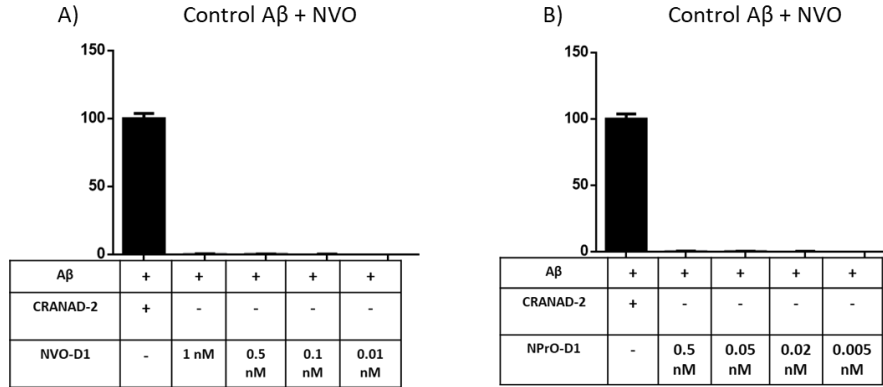 A) Control Aβ + NVO
150
100
50
0
Aβ + + + + +
CRANAD-2 + - - - -
NVO-D1 - 1 nM 0.5 nM 0.1 nM 0.01 nM
B) Control Aβ + NVO
150
100
50
0
Aβ + + + + +
CRANAD-2 + - - - -
NPrO-D1 - 0.5 nM 0.05 nM 0.02 nM 0.005 nM